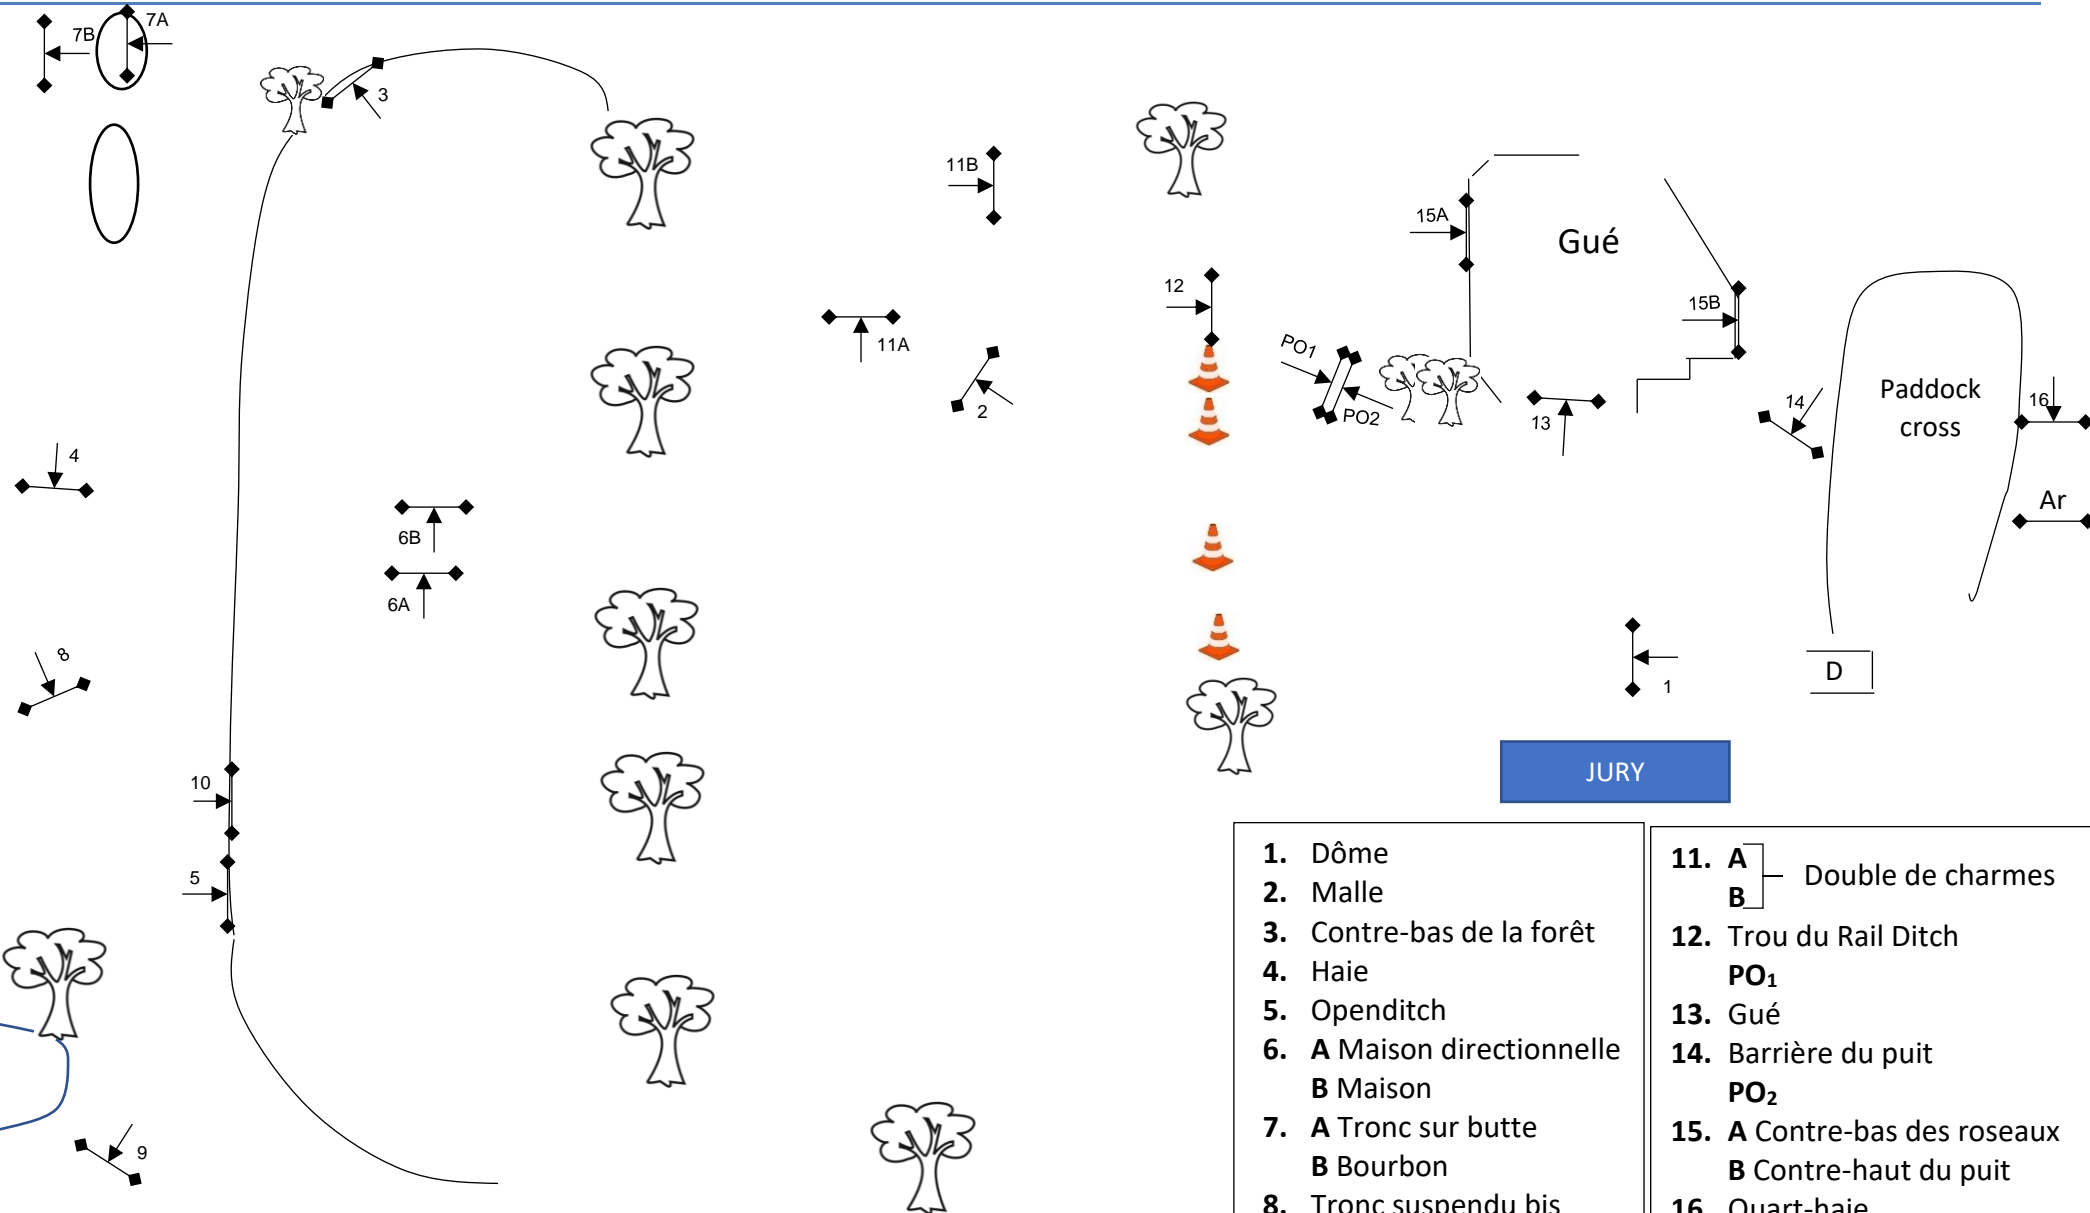 7B
7A
3
11B
15A
Gué
12
15B
11A
PO1
2
PO2
13
14
Paddock
cross
16
4
Ar
6B
6A
8
1
D
10
JURY
5
9
1. Dôme
2. Malle
3. Contre-bas de la forêt
4. Haie
5. Openditch
6. A Maison directionnelle
B Maison
7. A Tronc sur butte
B Bourbon
8. Tronc suspendu bis
11. A
B
Double de charmes
12. Trou du Rail Ditch
PO1
13. Gué
14. Barrière du puit
PO2
15. A Contre-bas des roseaux
B Contre-haut du puit
16. Quart-haie